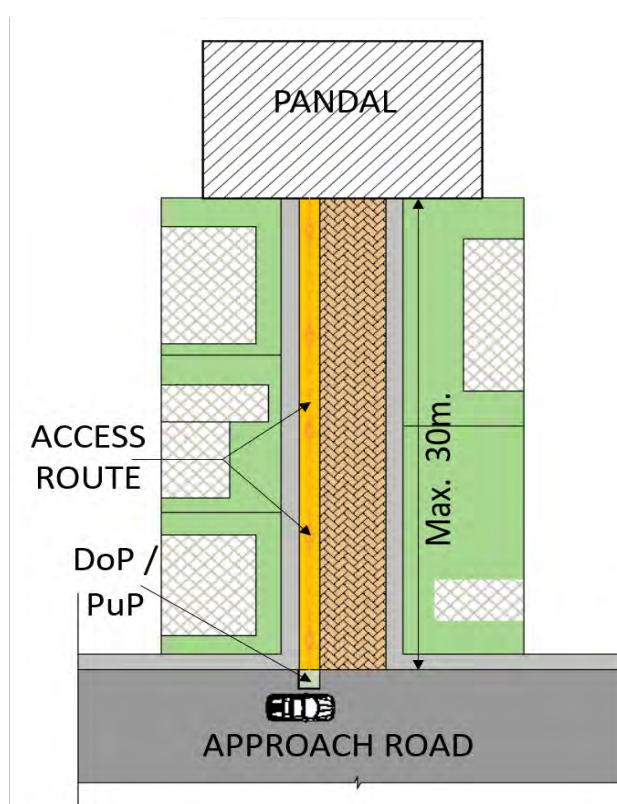 PANDAL
ACCESS
ROUTE
Max. 30m.
DoP /
PuP
APPROACH ROAD